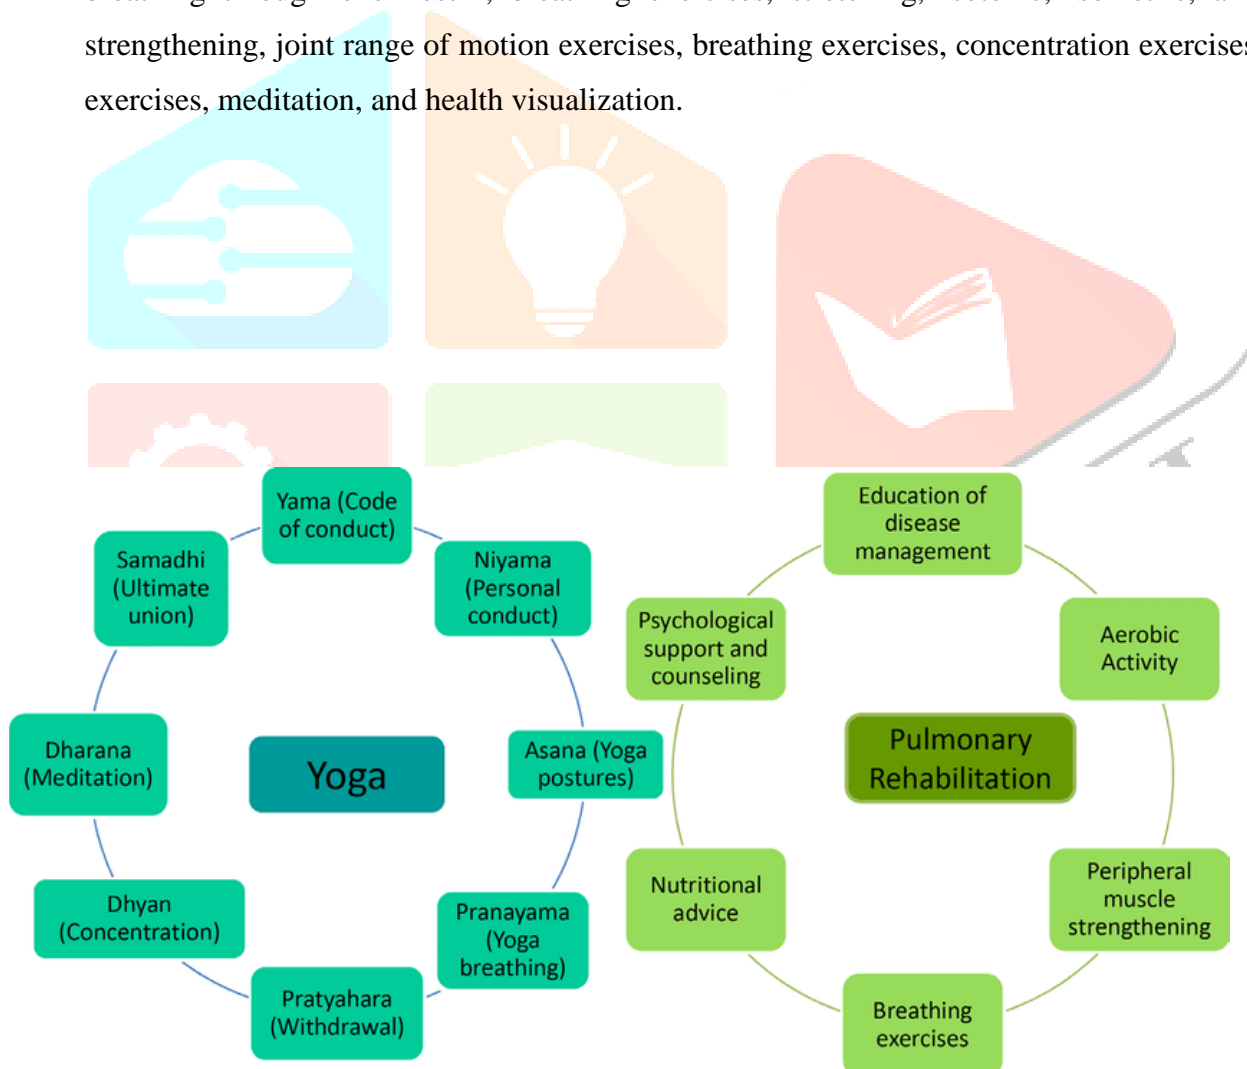 strengthening, joint range of motion exercises, breathing exercises, concentration exercises
exercises, meditation, and health visualization.
Yama (Code
of conduct)
Niyama
(Personal
conduct)
Asana (Yoga
postures)
Pranayama
(Yoga
breathing)
Pratyahara
(Withdrawal)
Dhyan
(Concentration)
Dharana
(Meditation)
Samadhi
(Ultimate
union)
Yoga
Education of
disease
management
Aerobic
Activity
Peripheral
muscle
strengthening
Breathing
exercises
Nutritional
advice
Psychological
support and
counseling
Pulmonary
Rehabilitation